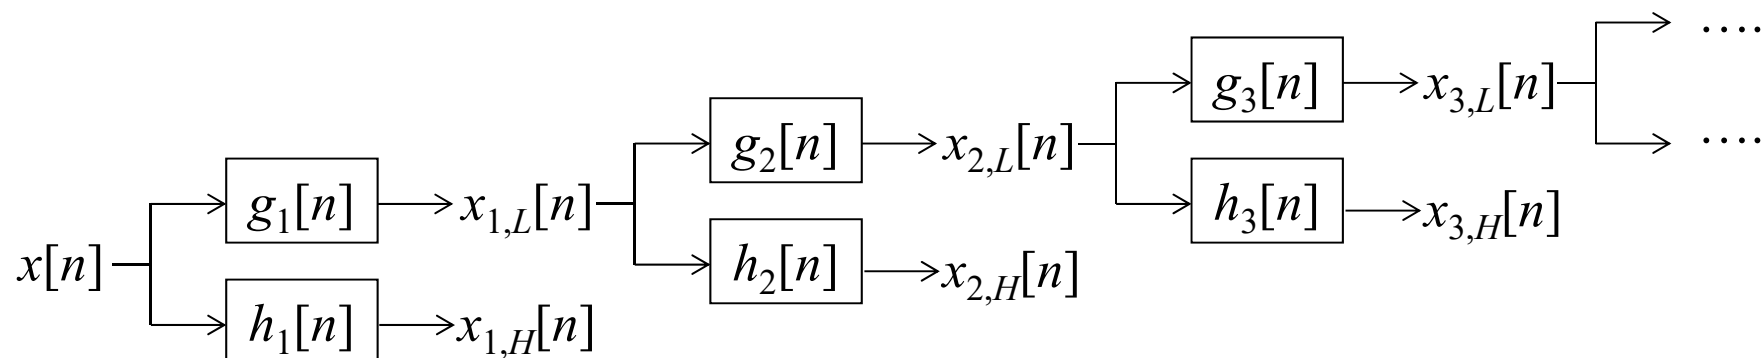 x[n]
g₁[n]
x₁,L[n]
h₁[n]
x₁,H[n]
g₂[n]
x₂,L[n]
h₂[n]
x₂,H[n]
g₃[n]
x₃,L[n]
h₃[n]
x₃,H[n]
....
....